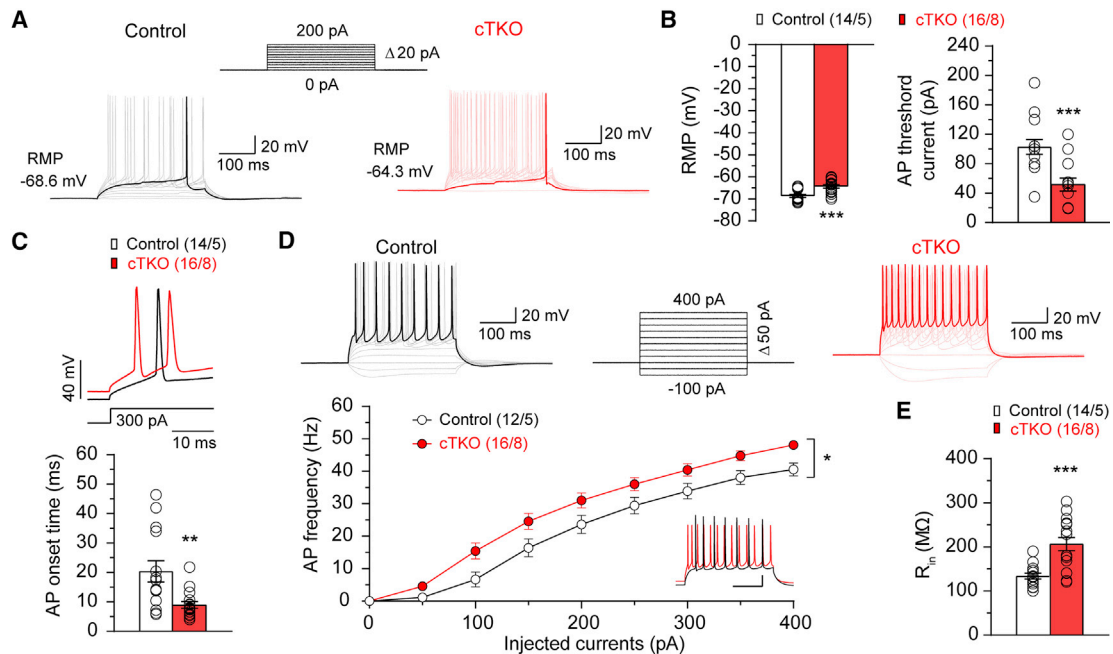 A
Control
200 pA
Δ 20 pA
0 pA
cTKO
RMP
-68.6 mV
20 mV
100 ms
RMP
-64.3 mV
20 mV
100 ms
B
Control (14/5)
cTKO (16/8)
RMP (mV)
0
-10
-20
-30
-40
-50
-60
-70
-80
***
AP threshord
current (pA)
240
200
160
120
80
40
0
***
C
Control (14/5)
cTKO (16/8)
40 mV
300 pA
10 ms
AP onset time (ms)
60
50
40
30
20
10
0
**
D
Control
20 mV
100 ms
400 pA
Δ 50 pA
-100 pA
cTKO
20 mV
100 ms
AP frequency (Hz)
60
50
40
30
20
10
0
Control (12/5)
cTKO (16/8)
*
0 100 200 300 400
Injected currents (pA)
E
Control (14/5)
cTKO (16/8)
Rin (MΩ)
400
300
200
100
0
***